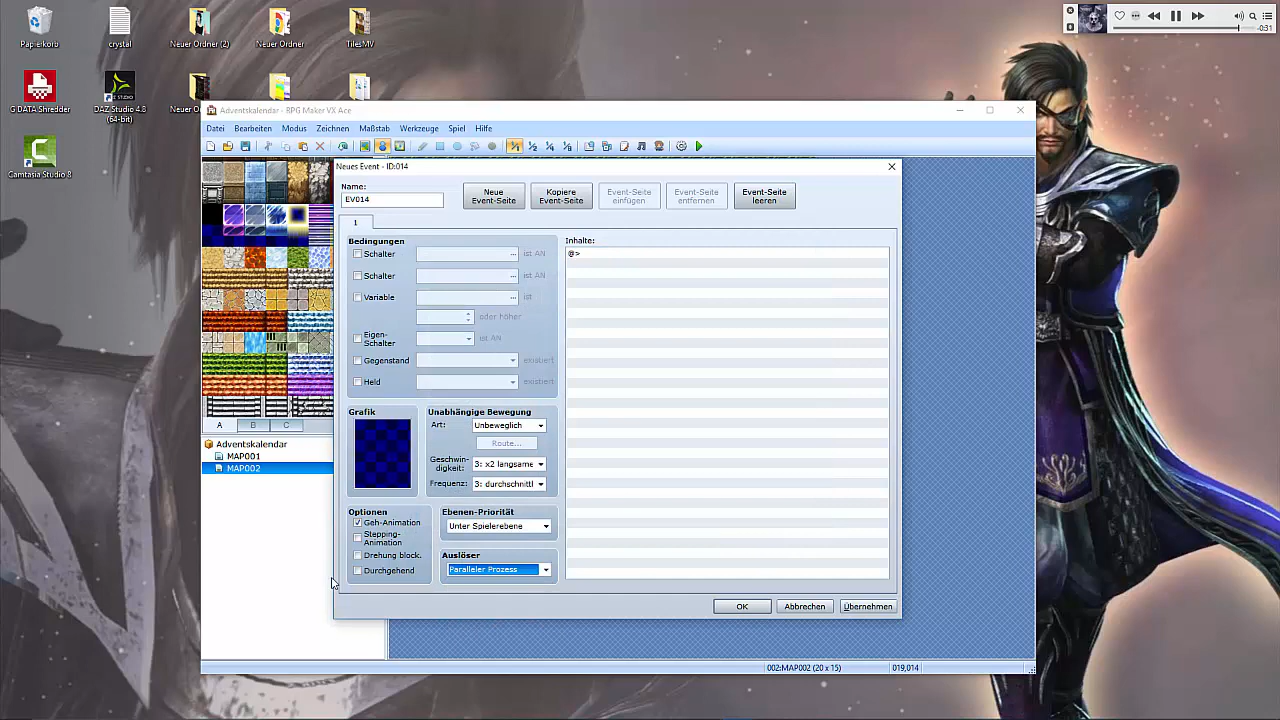 Papierkorb
crystal
Neuer Ordner (2)
Neuer Ordner
TilesMV
G DATA Shredder
DAZ Studio 4.8
(64-bit)
Neuer O
Camtasia Studio 8
-0:31
Adventskalendar - RPG Maker VX Ace
Datei Bearbeiten Modus Zeichnen Maßstab Werkzeuge Spiel Hilfe
Neues Event - ID:014
Name:
EV014
Neue
Event-Seite
Kopiere
Event-Seite
Event-Seite
einfügen
Event-Seite
entfernen
Event-Seite
leeren
1
Bedingungen
Schalter ... ist AN
Schalter ... ist AN
Variable ... ist
oder höher
Eigen-
Schalter ist AN
Gegenstand existiert
Held existiert
Inhalte:
@>
Grafik
Unabhängige Bewegung
Art: Unbeweglich
Route...
Geschwin-
digkeit: 3: x2 langsame
Frequenz: 3: durchschnittl
Optionen
Geh-Animation
Stepping-
Animation
Drehung block.
Durchgehend
Ebenen-Priorität
Unter Spielerebene
Auslöser
Paralleler Prozess
OK Abbrechen Übernehmen
A B C
Adventskalendar
MAP001
MAP002
002:MAP002 (20 x 15) 019,014